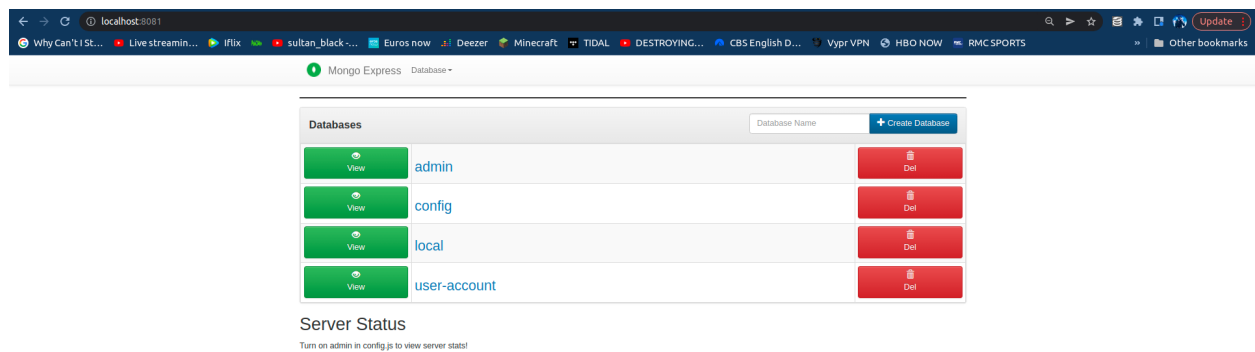 localhost:8081
Update
Why Can't I St... Live streamin... iflix sultan_black -... Euros now Deezer Minecraft TIDAL DESTROYING... CBS English D... Vypr VPN HBO NOW RMC SPORTS » Other bookmarks
Mongo Express Database
Databases Database Name Create Database
View admin Del
View config Del
View local Del
View user-account Del
Server Status
Turn on admin in config.js to view server stats!